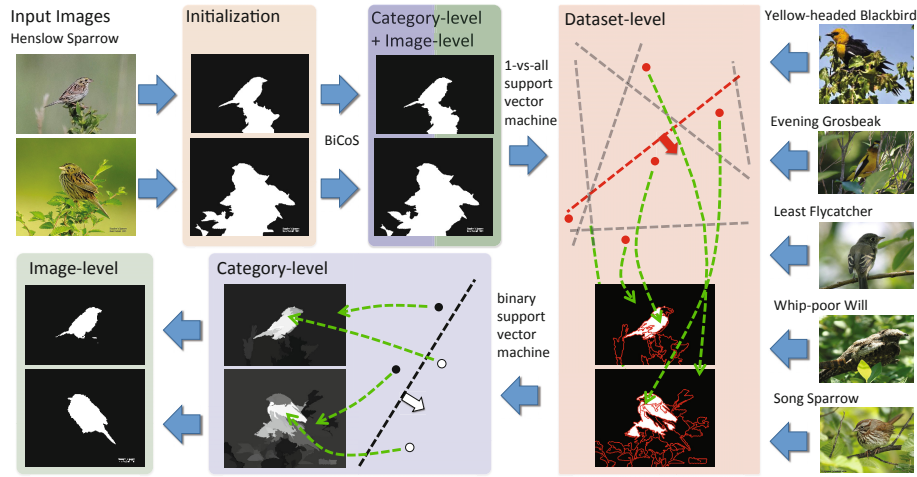 Input Images
Henslow Sparrow
Initialization
Category-level
+ Image-level
Dataset-level
Yellow-headed Blackbird
1-vs-all
support
vector
machine
BiCoS
Evening Grosbeak
Least Flycatcher
Whip-poor Will
Song Sparrow
Image-level
Category-level
binary
support
vector
machine